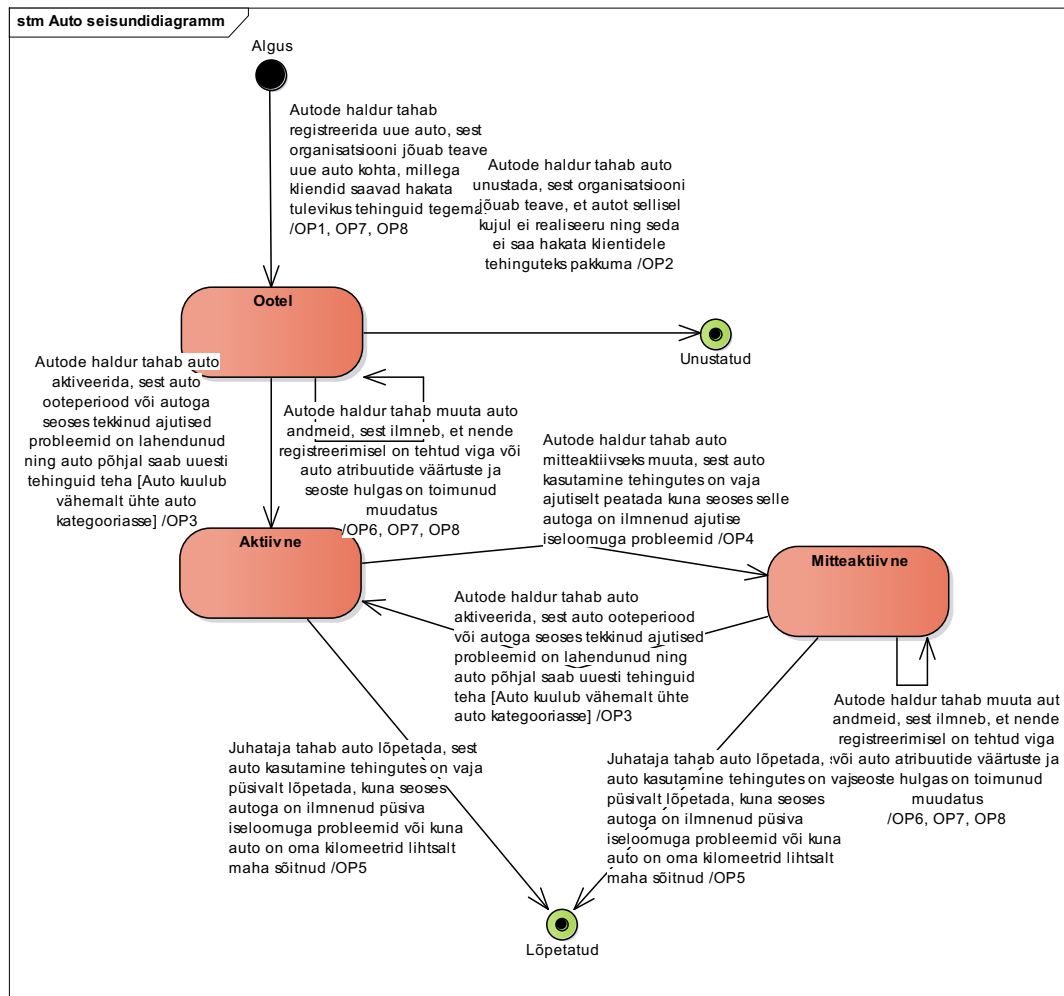 stm Auto seisundidiagramm
Algus
Autode haldur tahab
registreerida uue auto, sest
organisatsiooni jõuab teave
uue auto kohta, millega
kliendid saavad hakata
tulevikus tehinguid tegema.
/OP1, OP7, OP8
Autode haldur tahab auto
unustada, sest organisatsiooni
jõuab teave, et autot sellisel
kujul ei realiseeru ning seda
ei saa hakata klientidele
tehinguteks pakkuma /OP2
Ootel
Unustatud
Autode haldur tahab auto
aktiveerida, sest auto
ooteperiood või autoga
seoses tekkinud ajutised
probleemid on lahendunud
ning auto põhjal saab uuesti
tehinguid teha [Auto kuulub
vähemalt ühte auto
kategooriasse] /OP3
Autode haldur tahab muuta auto
andmeid, sest ilmneb, et nende
registreerimisel on tehtud viga või
auto atribuutide väärtuste ja
seoste hulgas on toimunud
muudatus
/OP6, OP7, OP8
Autode haldur tahab auto
mitteaktiivseks muuta, sest auto
kasutamine tehingutes on vaja
ajutiselt peatada kuna seoses selle
autoga on ilmnenud ajutise
iseloomuga probleemid /OP4
Aktiivne
Mitteaktiivne
Autode haldur tahab auto
aktiveerida, sest auto ooteperiood
või autoga seoses tekkinud ajutised
probleemid on lahendunud ning
auto põhjal saab uuesti tehinguid
teha [Auto kuulub vähemalt ühte
auto kategooriasse] /OP3
Autode haldur tahab muuta aut
andmeid, sest ilmneb, et nende
registreerimisel on tehtud viga
või auto atribuutide väärtuste ja
seoste hulgas on toimunud
muudatus
/OP6, OP7, OP8
Juhataja tahab auto lõpetada, sest
auto kasutamine tehingutes on vaja
püsivalt lõpetada, kuna seoses
autoga on ilmnenud püsiva
iseloomuga probleemid või kuna
auto on oma kilomeetrid lihtsalt
maha sõitnud /OP5
Juhataja tahab auto lõpetada,
auto kasutamine tehingutes on vaja
püsivalt lõpetada, kuna seoses
autoga on ilmnenud püsiva
iseloomuga probleemid või kuna
auto on oma kilomeetrid lihtsalt
maha sõitnud /OP5
Lõpetatud